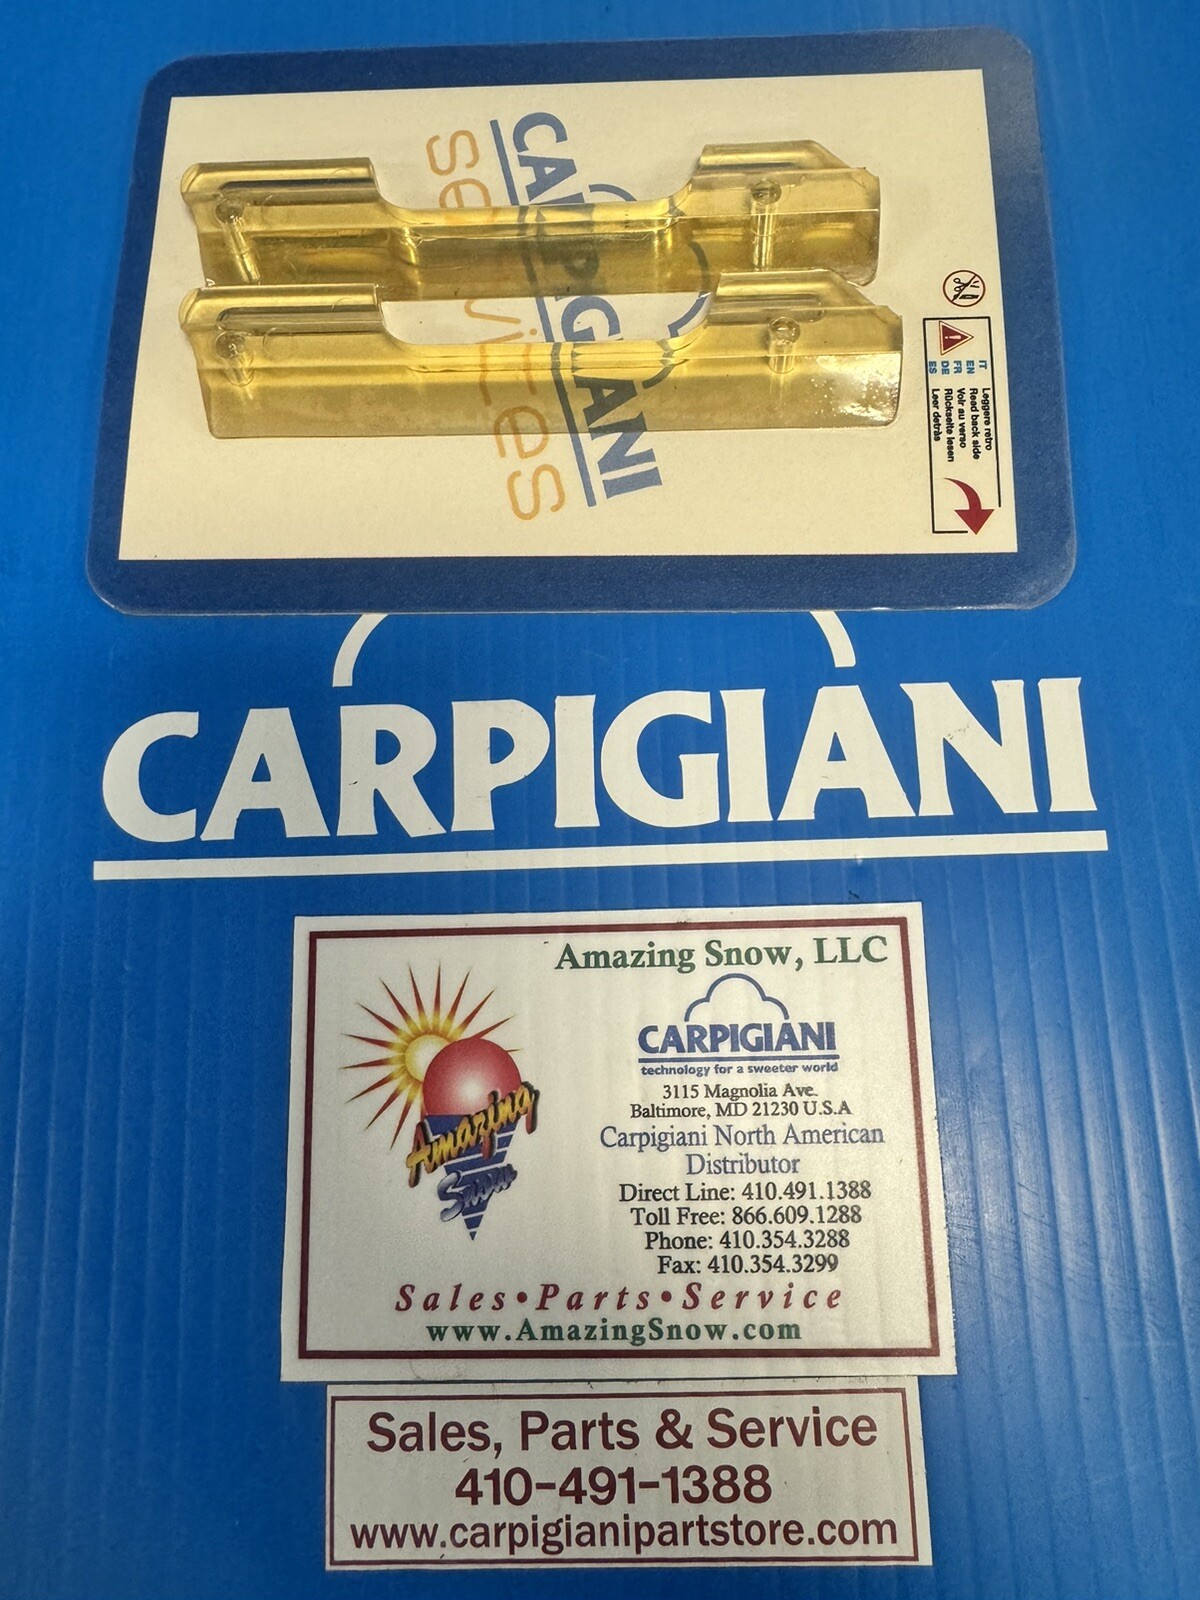 CARPIGIANI
services
IT Leggere retro
EN Read back side
FR Voir au verso
DE Rückseite lesen
ES Leer detrás
CARPIGIANI
Amazing Snow, LLC
Amazing
Snow
CARPIGIANI
technology for a sweeter world
3115 Magnolia Ave.
Baltimore, MD 21230 U.S.A
Carpigiani North American
Distributor
Direct Line: 410.491.1388
Toll Free: 866.609.1288
Phone: 410.354.3288
Fax: 410.354.3299
Sales•Parts•Service
www.AmazingSnow.com
Sales, Parts & Service
410-491-1388
www.carpigianipartstore.com